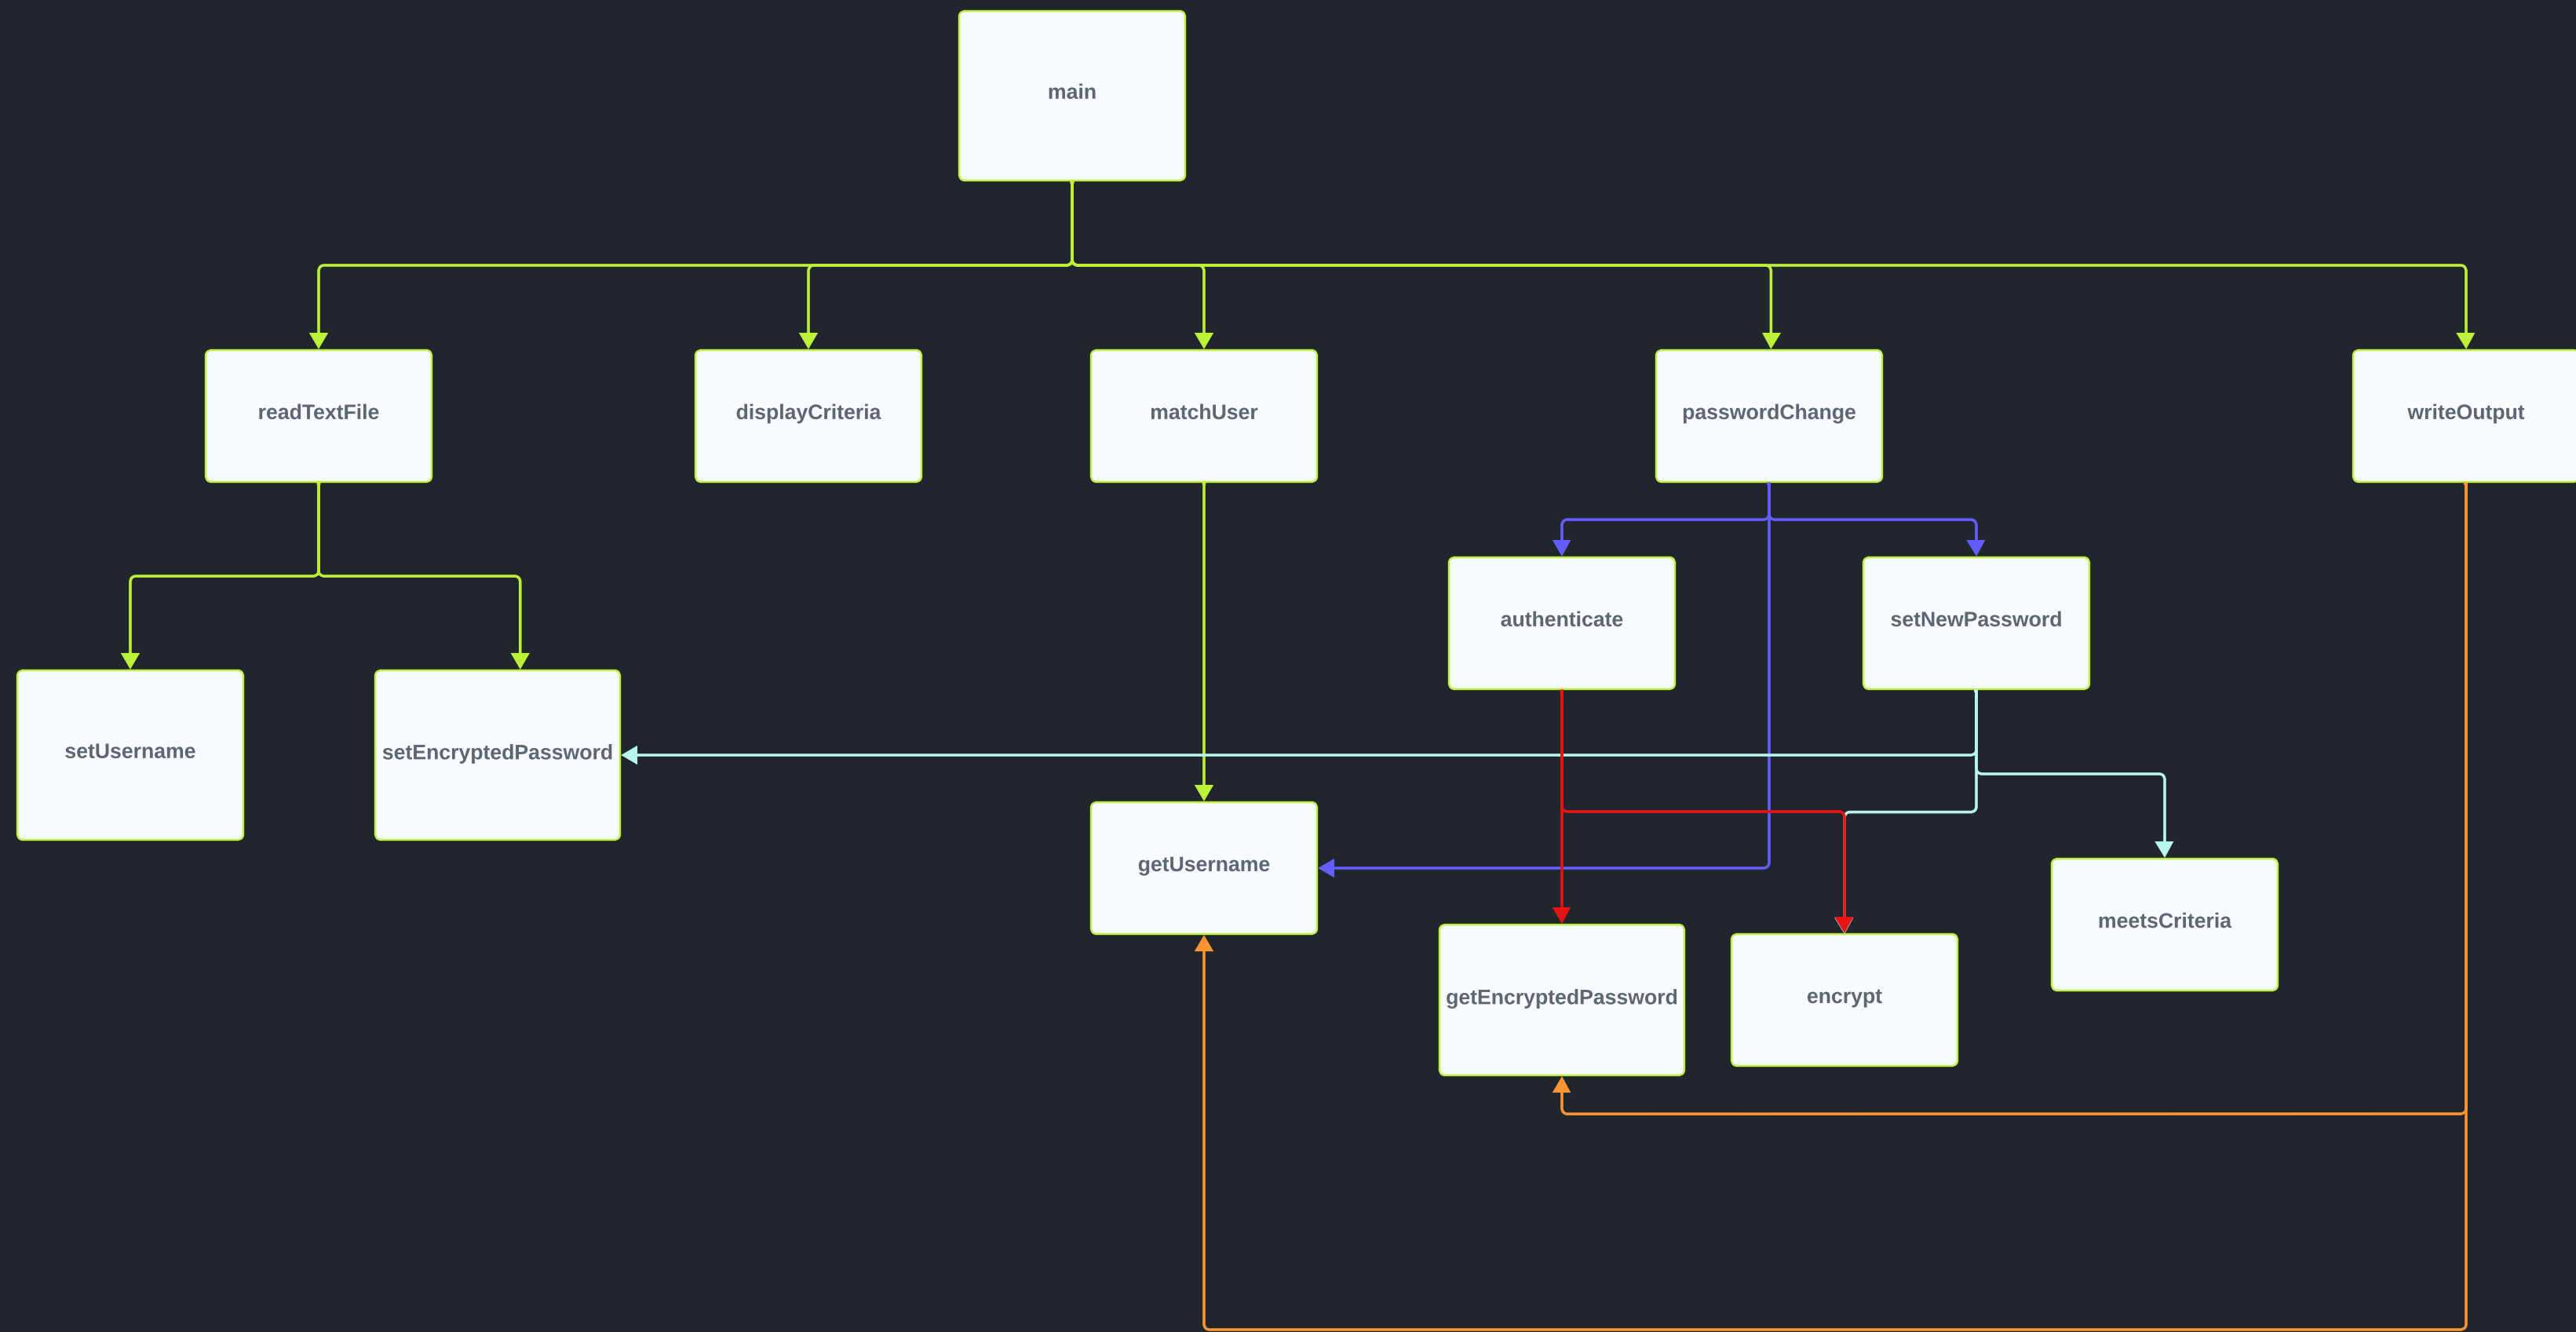 main
readTextFile
displayCriteria
matchUser
passwordChange
writeOutput
authenticate
setNewPassword
setUsername
setEncryptedPassword
getUsername
meetsCriteria
getEncryptedPassword
encrypt